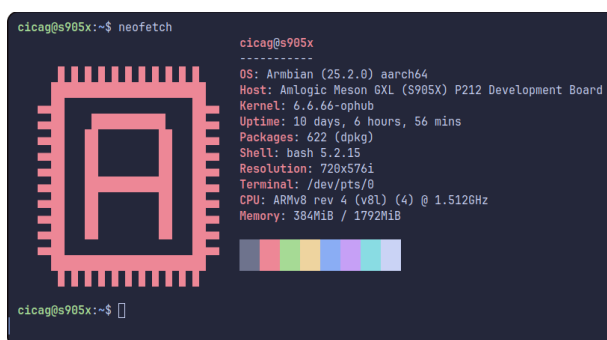 cicag@s905x:~$ neofetch
cicag@s905x
-----------
OS: Armbian (25.2.0) aarch64
Host: Amlogic Meson GXL (S905X) P212 Development Board
Kernel: 6.6.66-ophub
Uptime: 10 days, 6 hours, 56 mins
Packages: 622 (dpkg)
Shell: bash 5.2.15
Resolution: 720x576i
Terminal: /dev/pts/0
CPU: ARMv8 rev 4 (v8l) (4) @ 1.512GHz
Memory: 384MiB / 1792MiB
cicag@s905x:~$